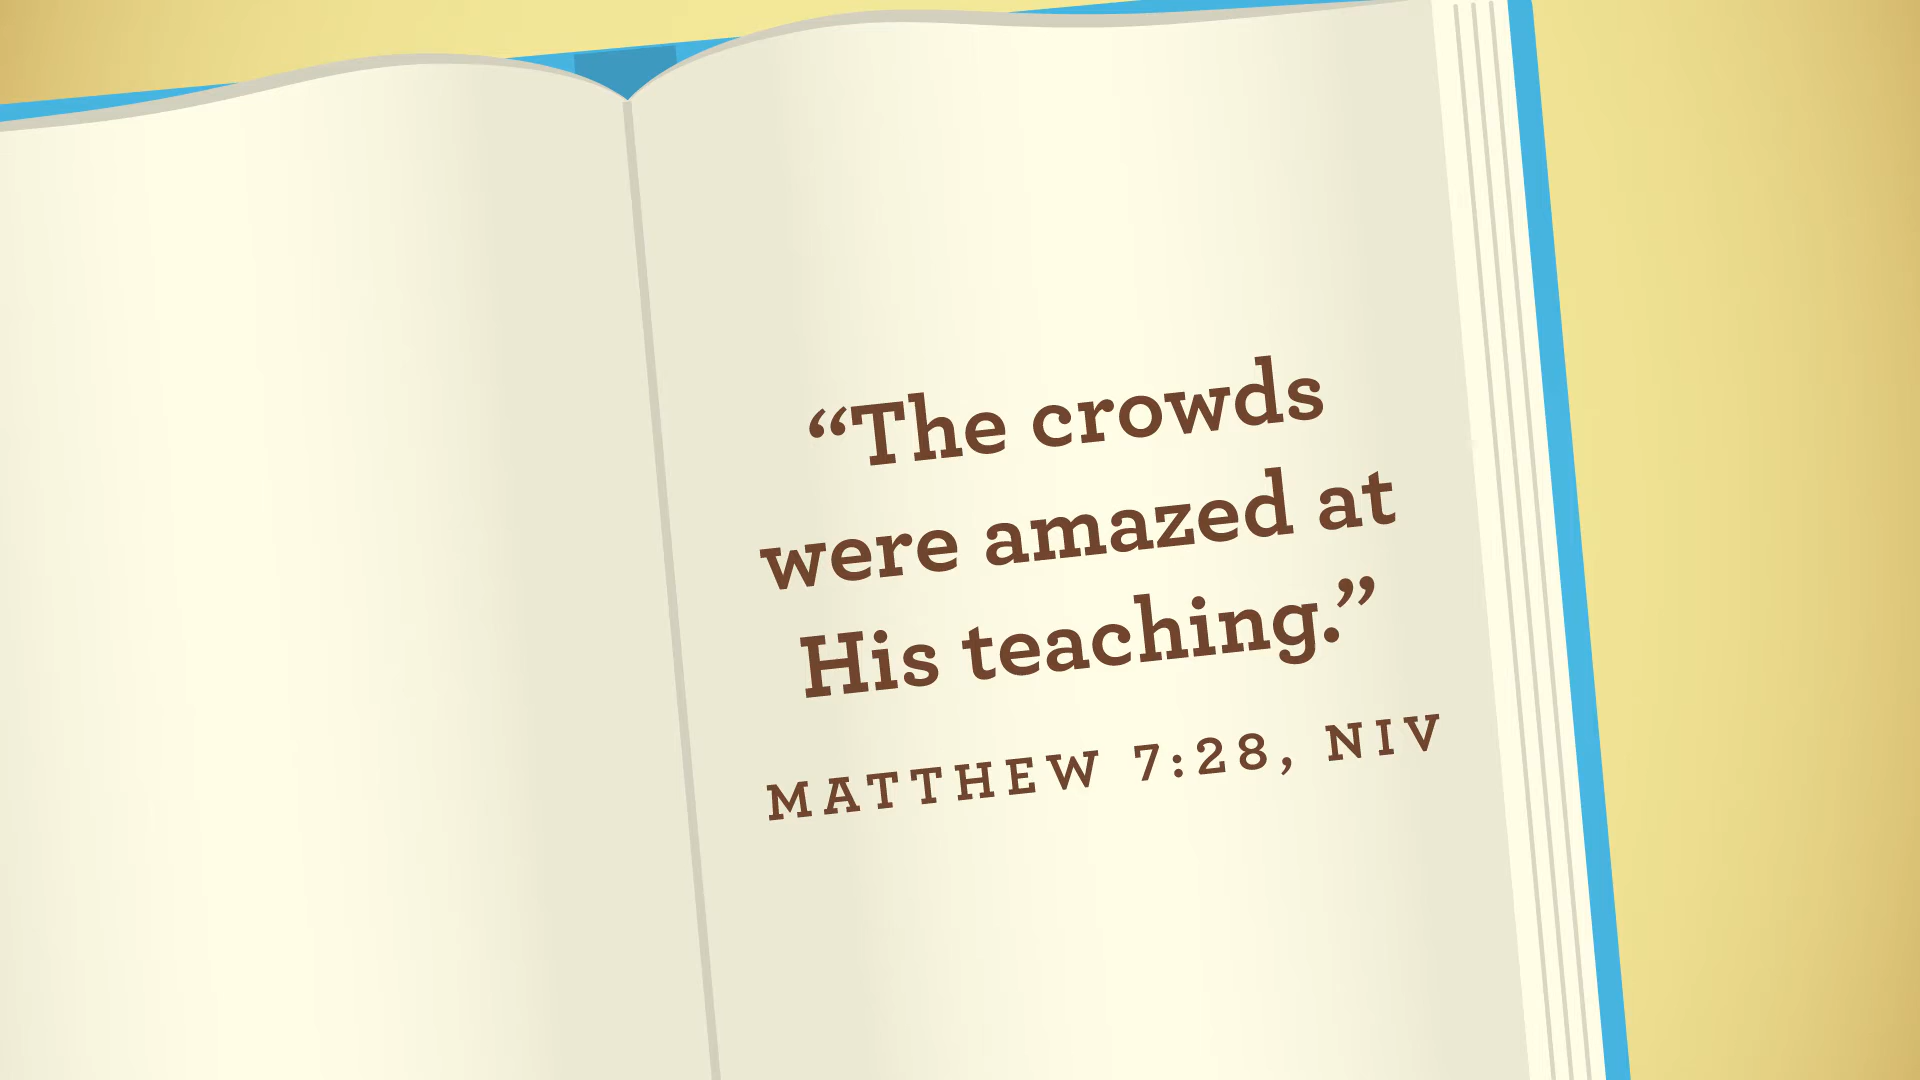 “The crowds
were amazed at
His teaching.”
MATTHEW 7:28, NIV